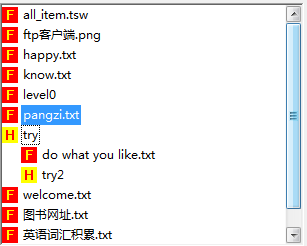 F all_item.tsw
F ftp客户端.png
F happy.txt
F know.txt
F level0
F pangzi.txt
H try
F do what you like.txt
H try2
F welcome.txt
F 图书网址.txt
F 英语词汇积累.txt